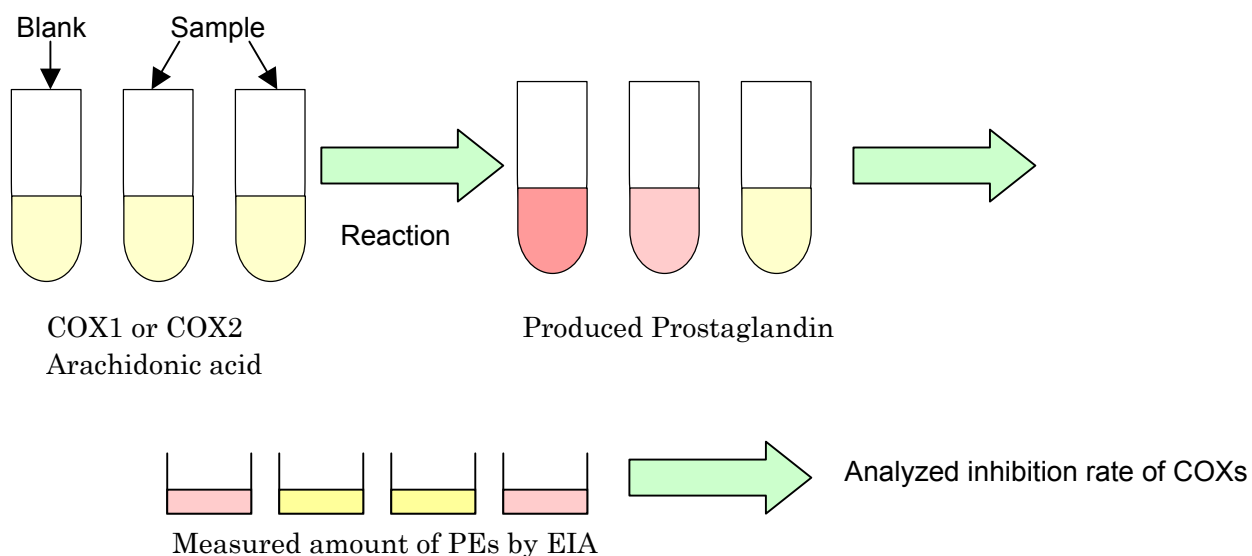 Blank
Sample
Reaction
COX1 or COX2
Arachidonic acid
Produced Prostaglandin
Analyzed inhibition rate of COXs
Measured amount of PEs by EIA